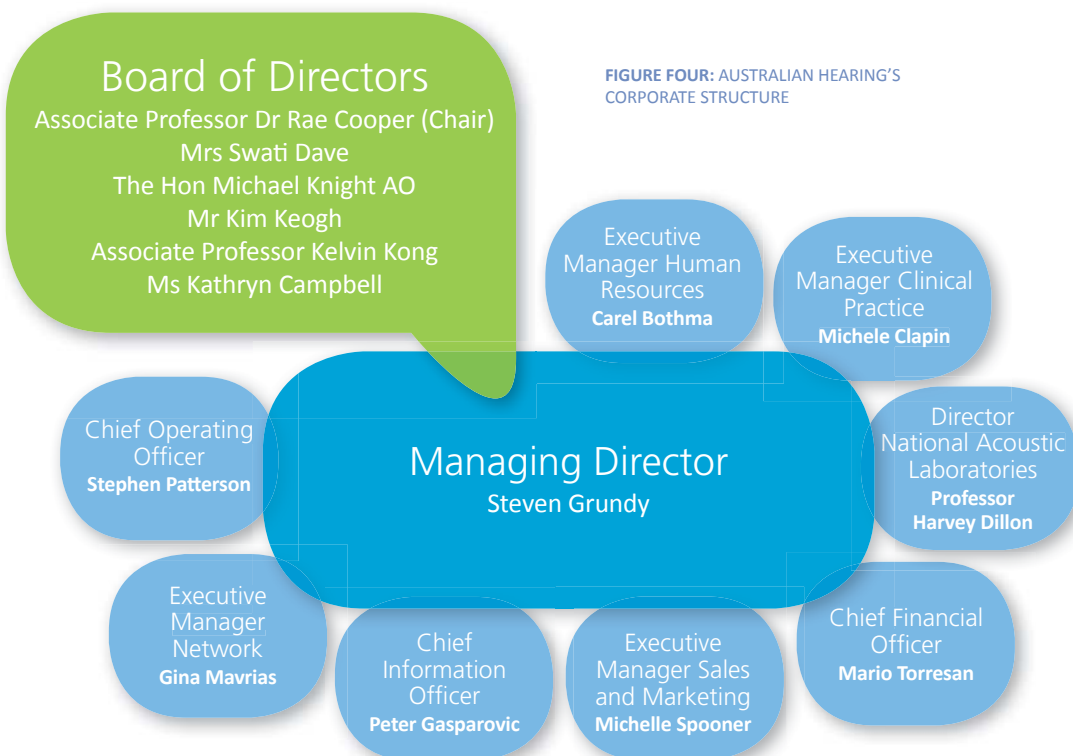 Board of Directors
Associate Professor Dr Rae Cooper (Chair)
Mrs Swati Dave
The Hon Michael Knight AO
Mr Kim Keogh
Associate Professor Kelvin Kong
Ms Kathryn Campbell
FIGURE FOUR: AUSTRALIAN HEARING’S
CORPORATE STRUCTURE
Executive
Manager Human
Resources
Carel Bothma
Executive
Manager Clinical
Practice
Michele Clapin
Chief Operating
Officer
Stephen Patterson
Managing Director
Steven Grundy
Director
National Acoustic
Laboratories
Professor
Harvey Dillon
Executive
Manager
Network
Gina Mavrias
Chief
Information
Officer
Peter Gasparovic
Executive
Manager Sales
and Marketing
Michelle Spooner
Chief Financial
Officer
Mario Torresan